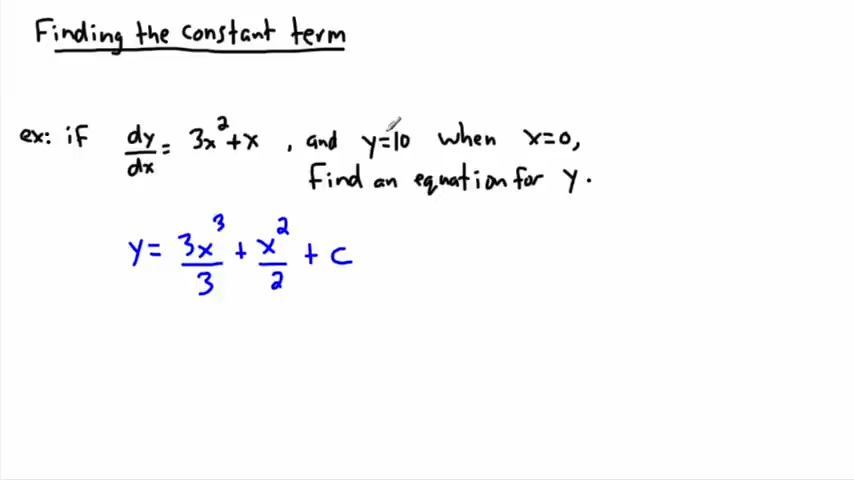 Finding the constant term
ex: if dy/dx = 3x² + x, and y=10 when x=0,
Find an equation for y.
y = 3x³/3 + x²/2 + c